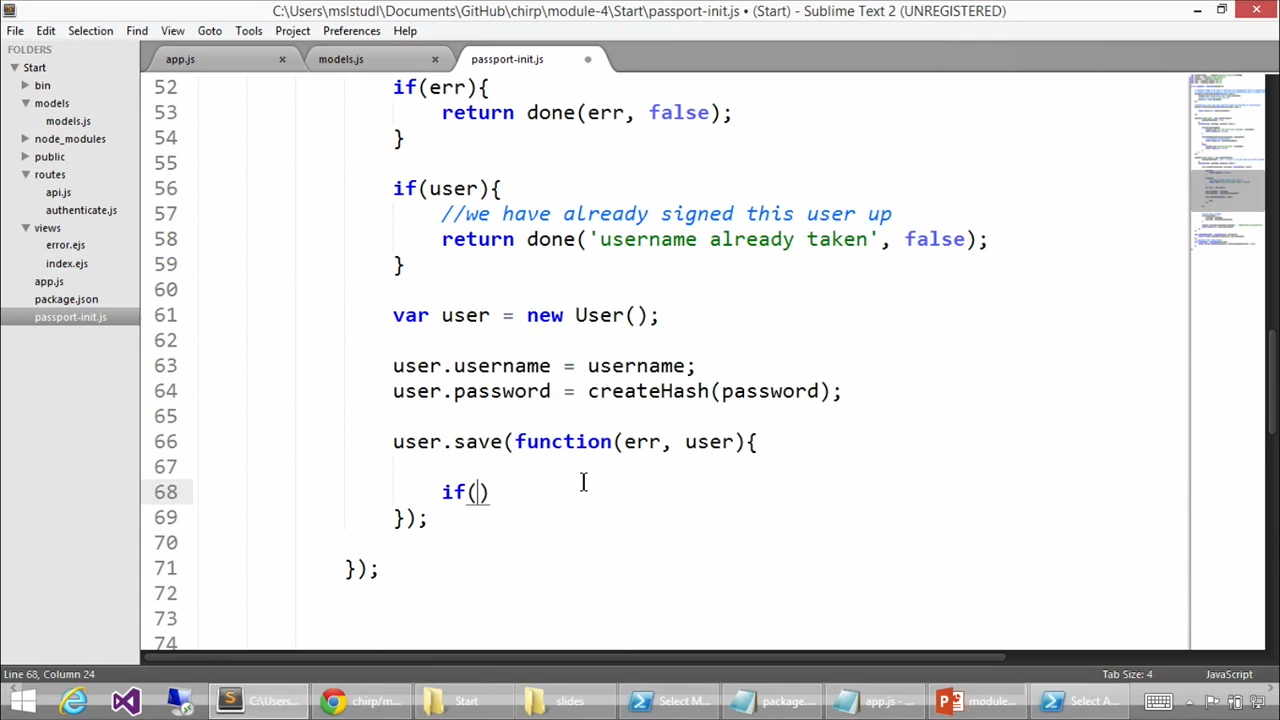 C:\Users\mslstudl\Documents\GitHub\chirp\module-4\Start\passport-init.js • (Start) - Sublime Text 2 (UNREGISTERED)
File Edit Selection Find View Goto Tools Project Preferences Help
FOLDERS
Start
bin
models
models.js
node_modules
public
routes
api.js
authenticate.js
views
error.ejs
index.ejs
app.js
package.json
passport-init.js
app.js models.js passport-init.js
52 if(err){
53 return done(err, false);
54 }
55
56 if(user){
57 //we have already signed this user up
58 return done('username already taken', false);
59 }
60
61 var user = new User();
62
63 user.username = username;
64 user.password = createHash(password);
65
66 user.save(function(err, user){
67
68 if()
69 });
70
71 });
72
73
74
Line 68, Column 24 Tab Size: 4 JavaScript
C:\Users... chirp/m... Start slides Select M... package... app.js - ... module... Select A...